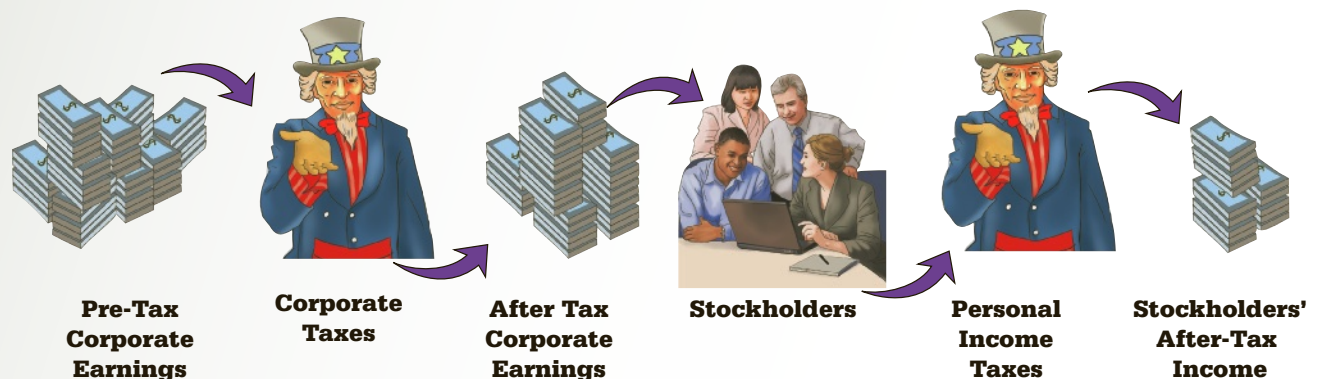 Pre-Tax
Corporate
Earnings
Corporate
Taxes
After Tax
Corporate
Earnings
Stockholders
Personal
Income
Taxes
Stockholders'
After-Tax
Income